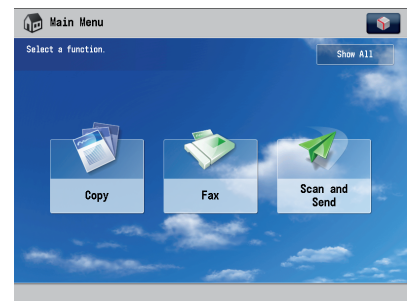 Main Menu
Select a function.
Show All
Copy
Fax
Scan and
Send